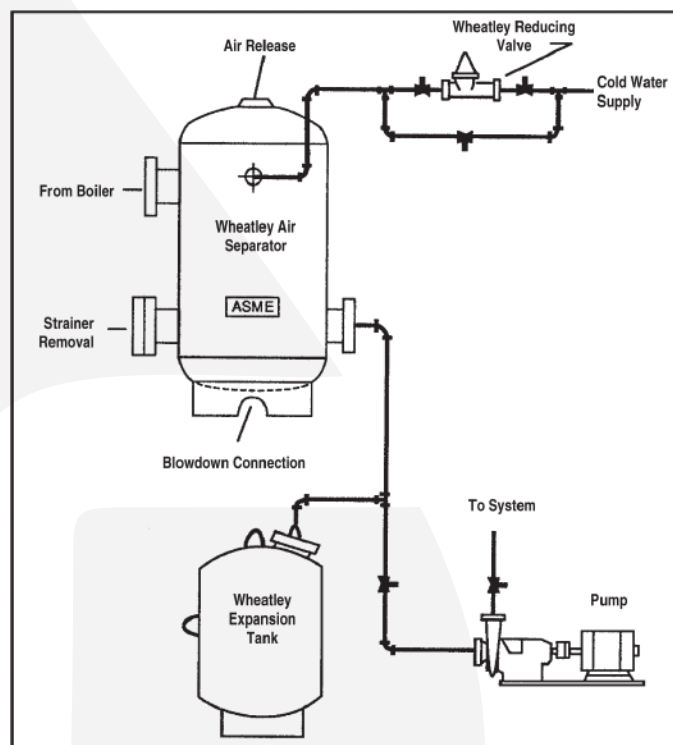 Air Release
Wheatley Reducing
Valve
Cold Water
Supply
From Boiler
Wheatley Air
Separator
ASME
Strainer
Removal
Blowdown Connection
To System
Wheatley
Expansion
Tank
Pump